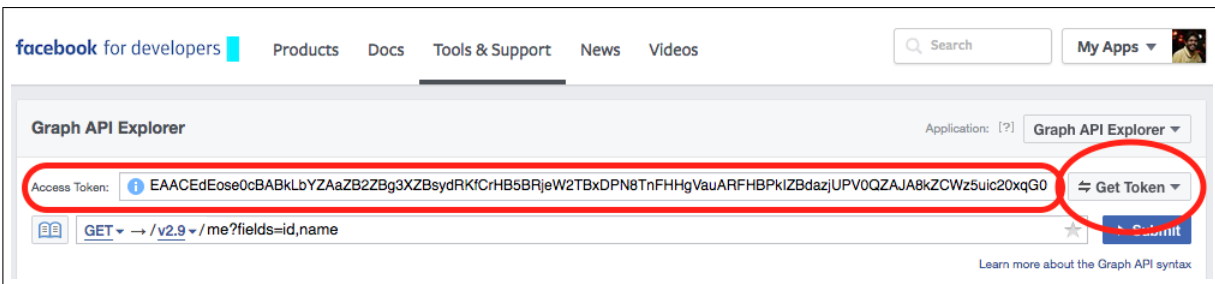 facebook for developers Products Docs Tools & Support News Videos Search My Apps
Graph API Explorer Application: [?] Graph API Explorer
Access Token: EAACEdEose0cBABkLbYZAaZB2ZBg3XZBsydRKfCrHB5BRjeW2TBxDPN8TnFHHgVauARFHBPkIZBdazjUPV0QZAJA8kZCWz5uic20xqG0 Get Token
GET → / v2.9 / me?fields=id,name Submit
Learn more about the Graph API syntax